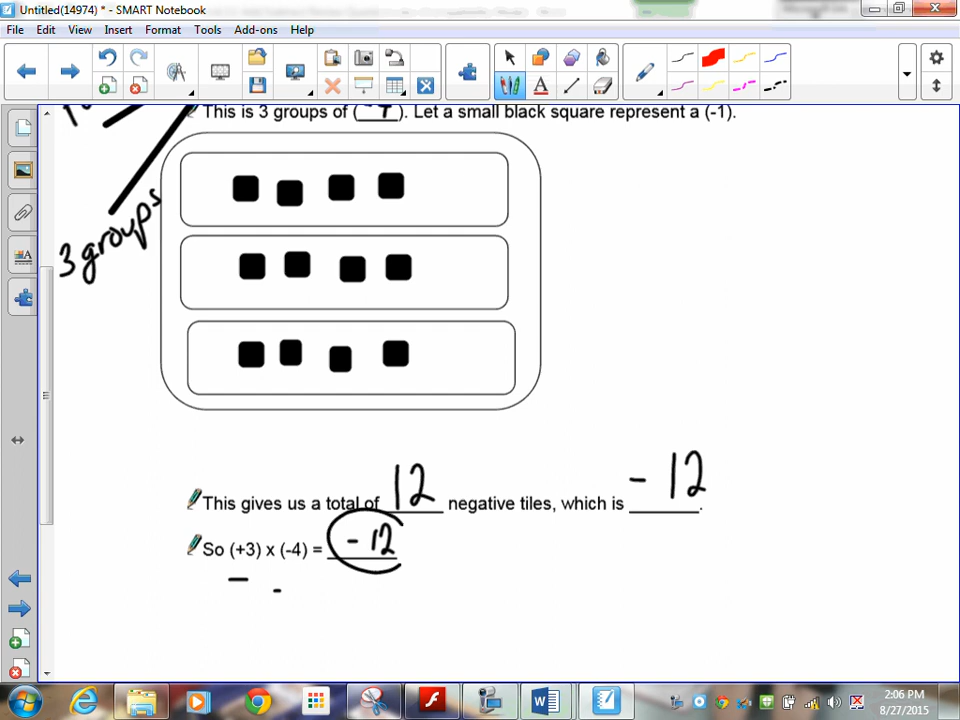 Untitled(14974) * - SMART Notebook
File Edit View Insert Format Tools Add-ons Help
This is 3 groups of ( ). Let a small black square represent a (-1).
3 groups
This gives us a total of 12 negative tiles, which is - 12.
So (+3) x (-4) = - 12
2:06 PM
8/27/2015